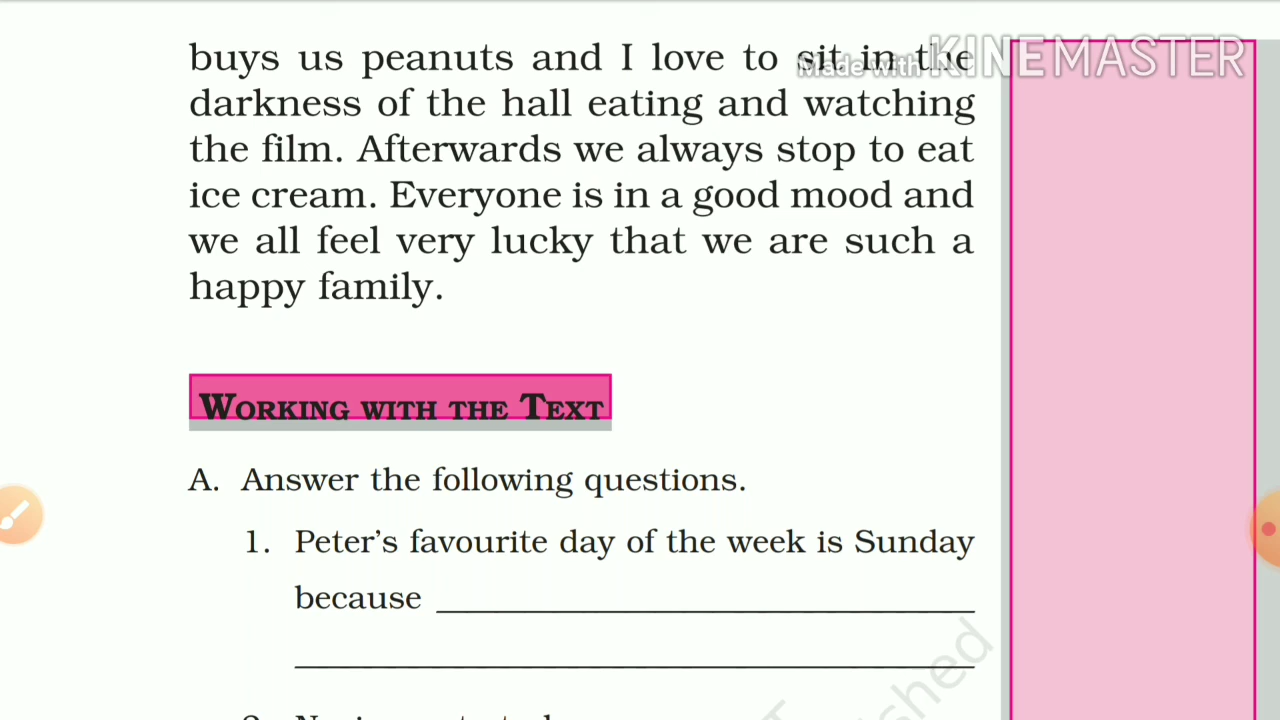 buys us peanuts and I love to sit in the
Made with KINEMASTER
darkness of the hall eating and watching
the film. Afterwards we always stop to eat
ice cream. Everyone is in a good mood and
we all feel very lucky that we are such a
happy family.
WORKING WITH THE TEXT
A. Answer the following questions.
1. Peter's favourite day of the week is Sunday
because